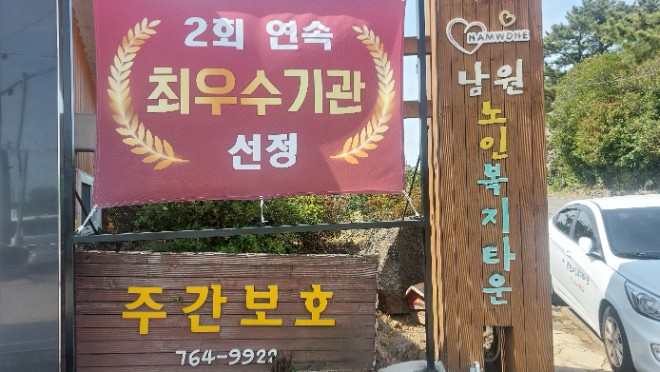 2회 연속
최우수기관
선정
NAMWONE
남원
노인복지타운
주간보호
764-9922